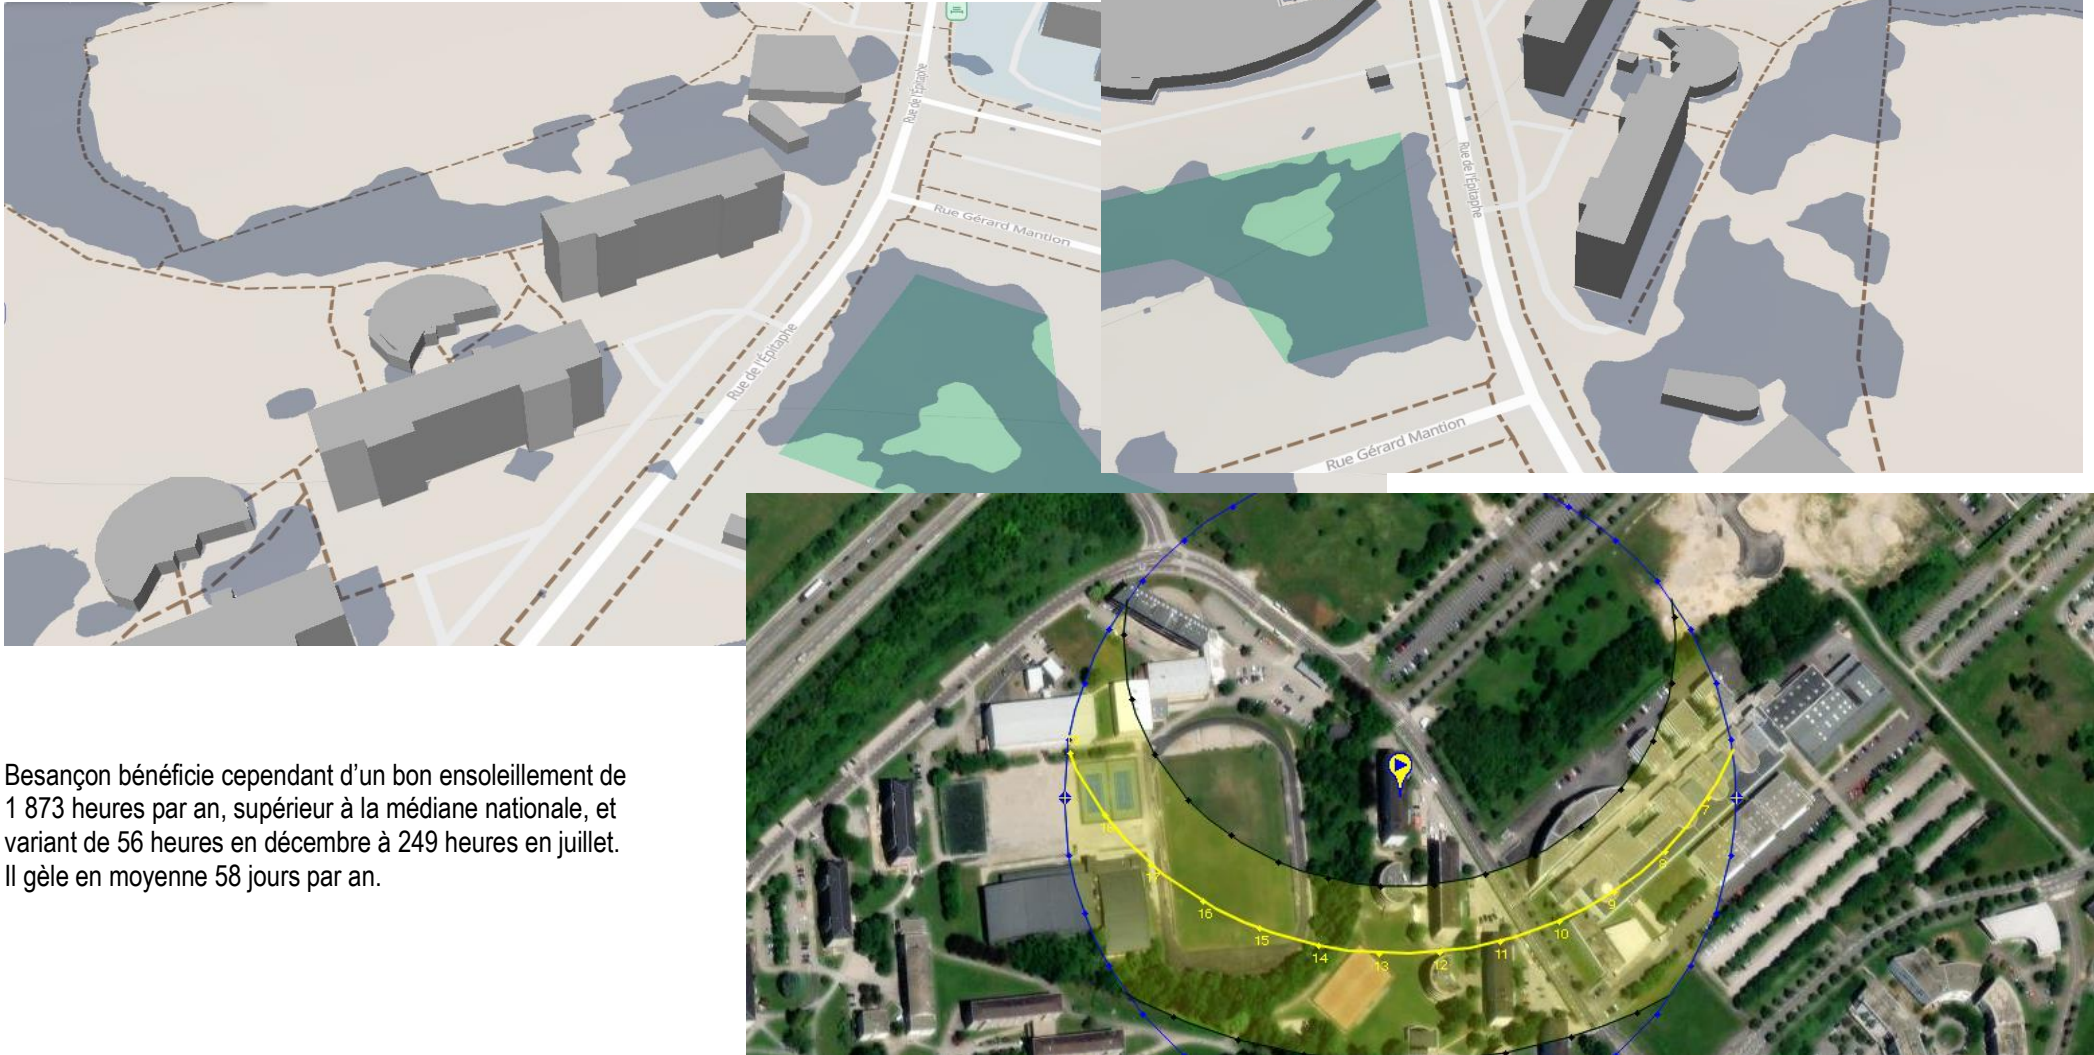 Rue de l'Épitaphe
Rue Gérard Mantion
Rue de l'Épitaphe
Rue de l'Épitaphe
Rue Gérard Mantion
Besançon bénéficie cependant d'un bon ensoleillement de
1 873 heures par an, supérieur à la médiane nationale, et
variant de 56 heures en décembre à 249 heures en juillet.
Il gèle en moyenne 58 jours par an.
18
17
16
15
14
13
12
11
10
9
8
7